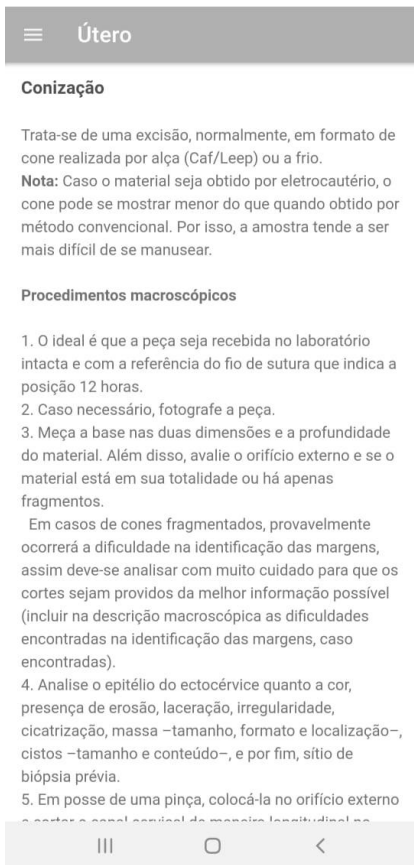 Útero
Conização
Trata-se de uma excisão, normalmente, em formato de
cone realizada por alça (Caf/Leep) ou a frio.
Nota: Caso o material seja obtido por eletrocautério, o
cone pode se mostrar menor do que quando obtido por
método convencional. Por isso, a amostra tende a ser
mais difícil de se manusear.
Procedimentos macroscópicos
1. O ideal é que a peça seja recebida no laboratório
intacta e com a referência do fio de sutura que indica a
posição 12 horas.
2. Caso necessário, fotografe a peça.
3. Meça a base nas duas dimensões e a profundidade
do material. Além disso, avalie o orifício externo e se o
material está em sua totalidade ou há apenas
fragmentos.
Em casos de cones fragmentados, provavelmente
ocorrerá a dificuldade na identificação das margens,
assim deve-se analisar com muito cuidado para que os
cortes sejam providos da melhor informação possível
(incluir na descrição macroscópica as dificuldades
encontradas na identificação das margens, caso
encontradas).
4. Analise o epitélio do ectocérvice quanto a cor,
presença de erosão, laceração, irregularidade,
cicatrização, massa –tamanho, formato e localização–,
cistos –tamanho e conteúdo–, e por fim, sítio de
biópsia prévia.
5. Em posse de uma pinça, colocá-la no orifício externo